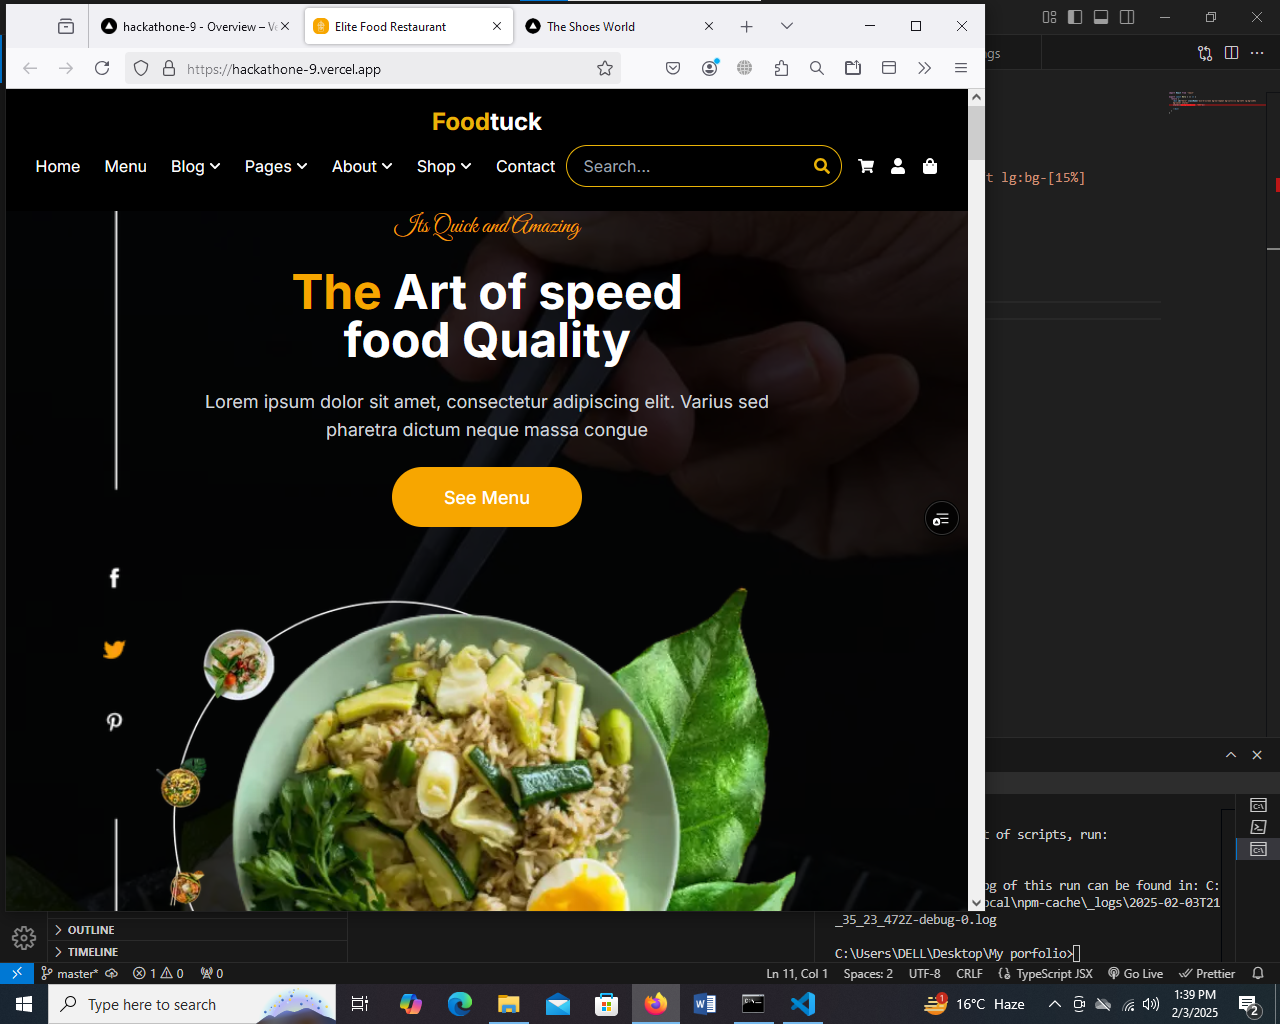 hackathone-9 - Overview – Ve
Elite Food Restaurant
The Shoes World
https://hackathone-9.vercel.app
Foodtuck
Home Menu Blog Pages About Shop Contact Search...
Its Quick and Amazing
The Art of speed
food Quality
Lorem ipsum dolor sit amet, consectetur adipiscing elit. Varius sed
pharetra dictum neque massa congue
See Menu
gs
t lg:bg-[15%]
t of scripts, run:
og of this run can be found in: C:
ocal\npm-cache\_logs\2025-02-03T21
_35_23_472Z-debug-0.log
C:\Users\DELL\Desktop\My porfolio>
OUTLINE
TIMELINE
master* 1 0 0 Ln 11, Col 1 Spaces: 2 UTF-8 CRLF TypeScript JSX Go Live Prettier
Type here to search
1 16°C Haze
1:39 PM
2/3/2025
2